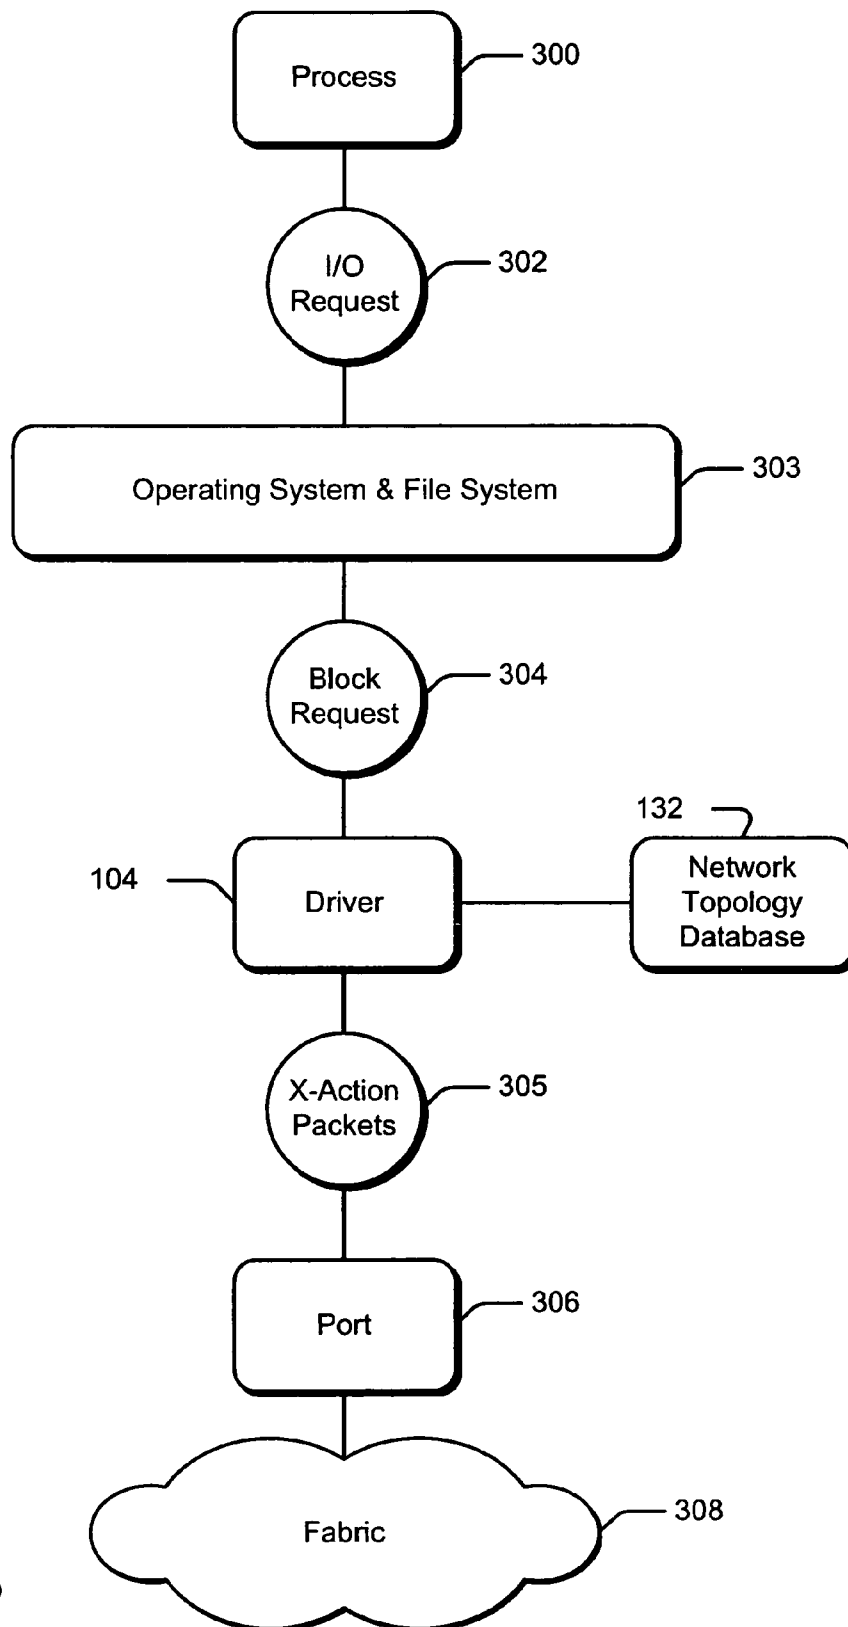 Process
300
I/O
Request
302
Operating System & File System
303
Block
Request
304
132
104
Driver
Network
Topology
Database
X-Action
Packets
305
Port
306
Fabric
308